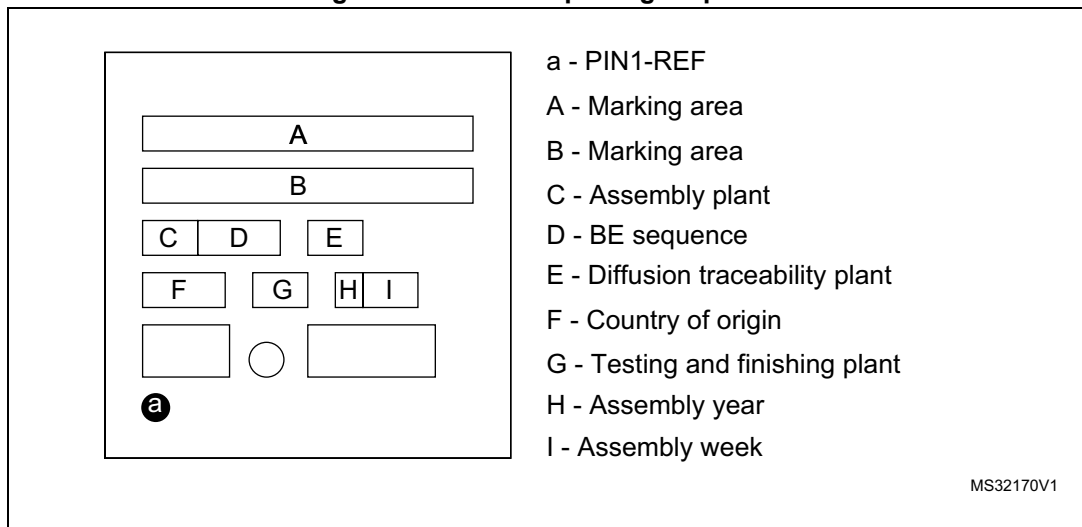 A
B
C D E
F G H I
a
a - PIN1-REF
A - Marking area
B - Marking area
C - Assembly plant
D - BE sequence
E - Diffusion traceability plant
F - Country of origin
G - Testing and finishing plant
H - Assembly year
I - Assembly week
MS32170V1